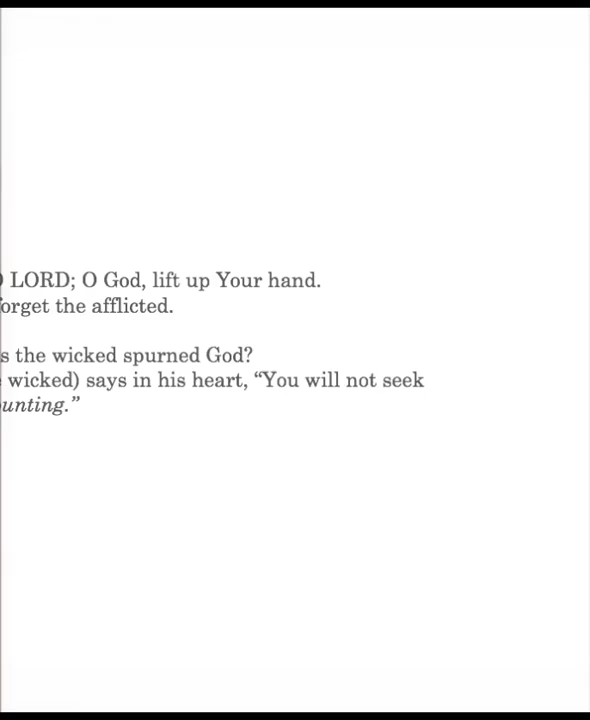 LORD; O God, lift up Your hand.
orget the afflicted.
s the wicked spurned God?
wicked) says in his heart, “You will not seek
unting.”